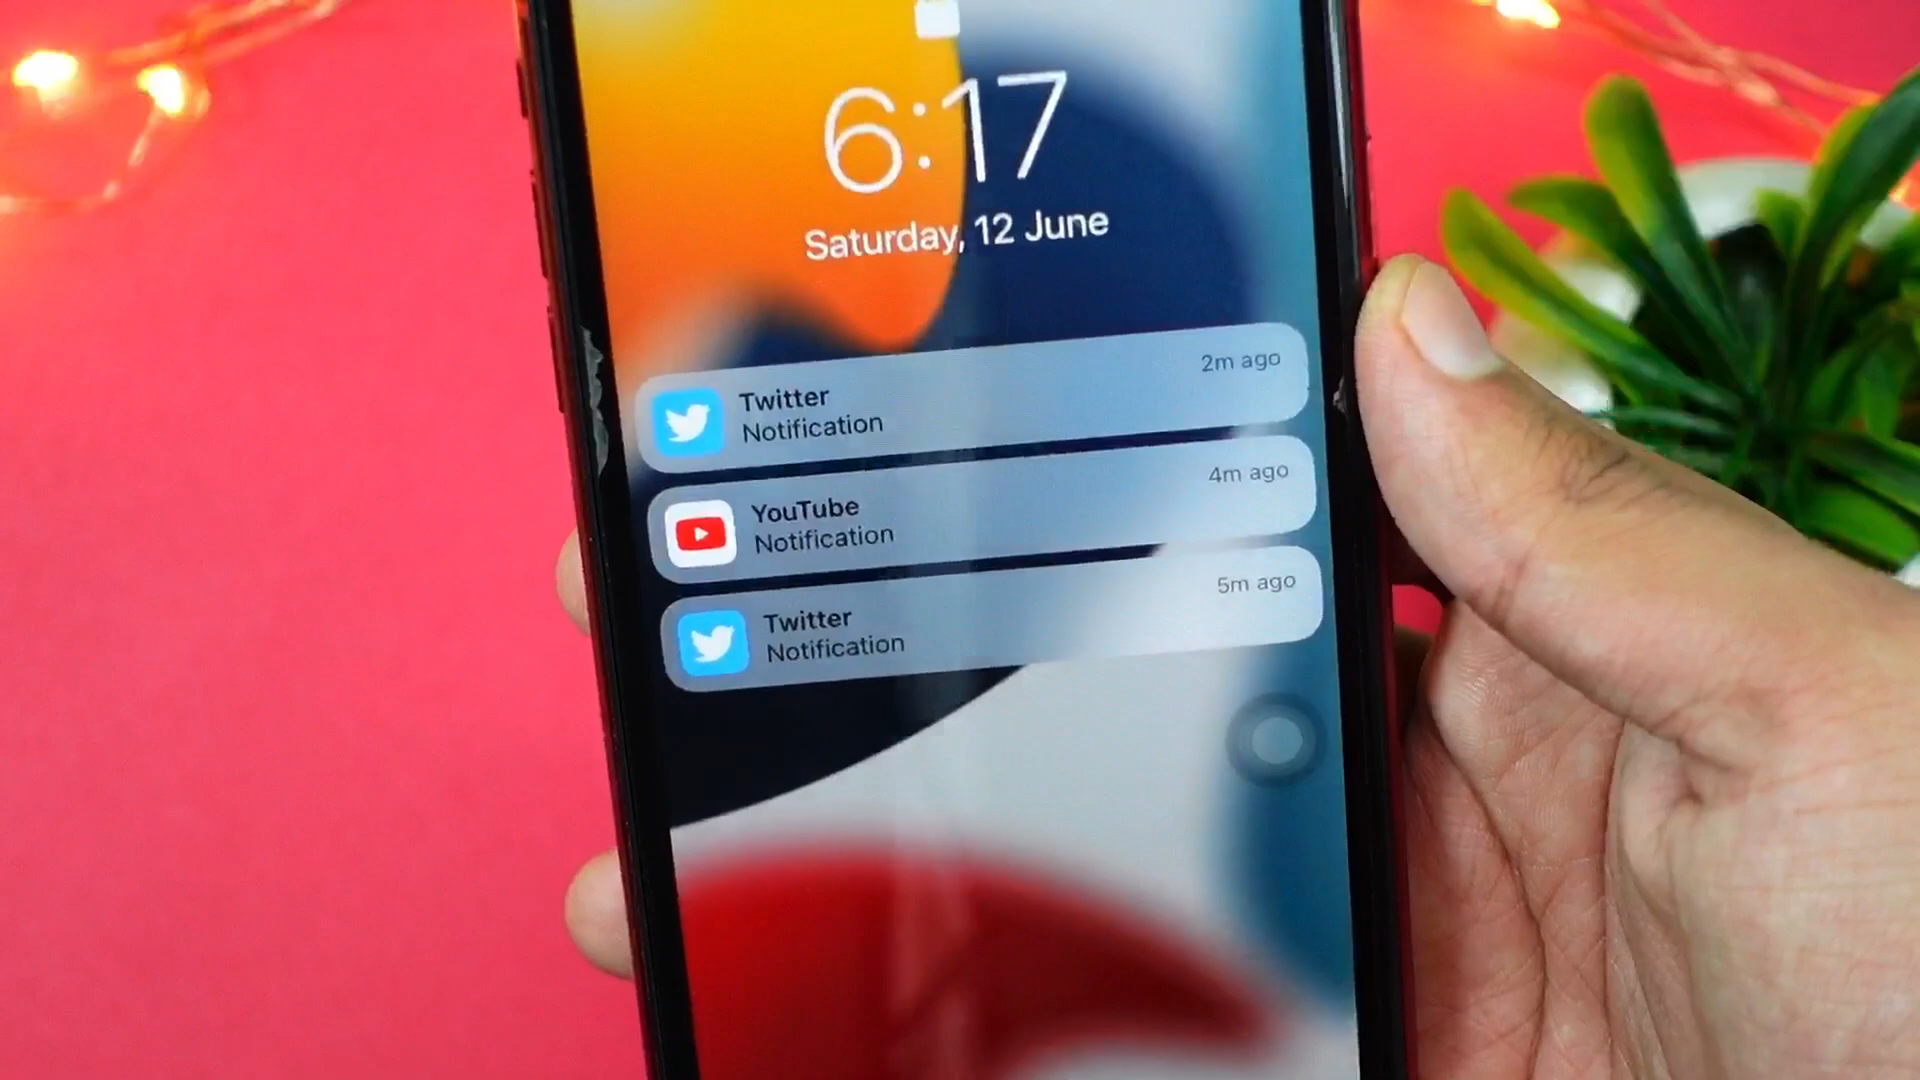 6:17
Saturday, 12 June
Twitter 2m ago
Notification
YouTube 4m ago
Notification
Twitter 5m ago
Notification